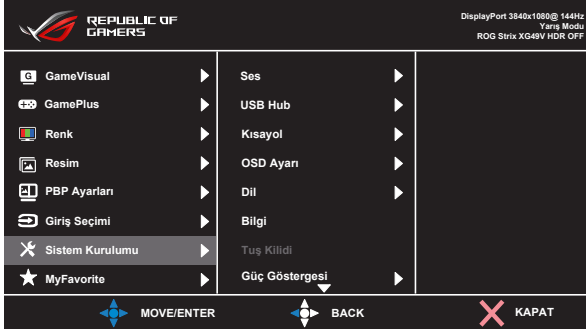 REPUBLIC OF
GAMERS
DisplayPort 3840x1080@ 144Hz
Yarış Modu
ROG Strix XG49V HDR OFF
G GameVisual
GamePlus
Renk
Resim
PBP Ayarları
Giriş Seçimi
Sistem Kurulumu
MyFavorite
Ses
USB Hub
Kısayol
OSD Ayarı
Dil
Bilgi
Tuş Kilidi
Güç Göstergesi
MOVE/ENTER
BACK
KAPAT